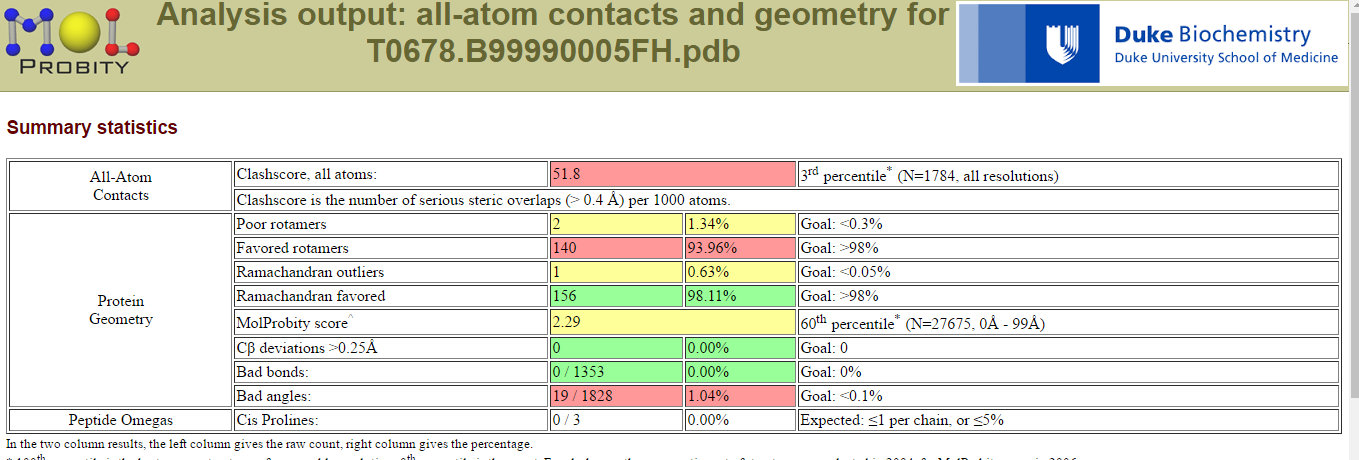 MOL
PROBITY
Analysis output: all-atom contacts and geometry for
T0678.B99990005FH.pdb
Duke Biochemistry
Duke University School of Medicine
Summary statistics
All-Atom
Contacts
Clashscore, all atoms: 51.8 3rd percentile* (N=1784, all resolutions)
Clashscore is the number of serious steric overlaps (> 0.4 Å) per 1000 atoms.
Protein
Geometry
Poor rotamers 2 1.34% Goal: <0.3%
Favored rotamers 140 93.96% Goal: >98%
Ramachandran outliers 1 0.63% Goal: <0.05%
Ramachandran favored 156 98.11% Goal: >98%
MolProbity score^ 2.29 60th percentile* (N=27675, 0Å - 99Å)
Cβ deviations >0.25Å 0 0.00% Goal: 0
Bad bonds: 0 / 1353 0.00% Goal: 0%
Bad angles: 19 / 1828 1.04% Goal: <0.1%
Peptide Omegas Cis Prolines: 0 / 3 0.00% Expected: ≤1 per chain, or ≤5%
In the two column results, the left column gives the raw count, right column gives the percentage.